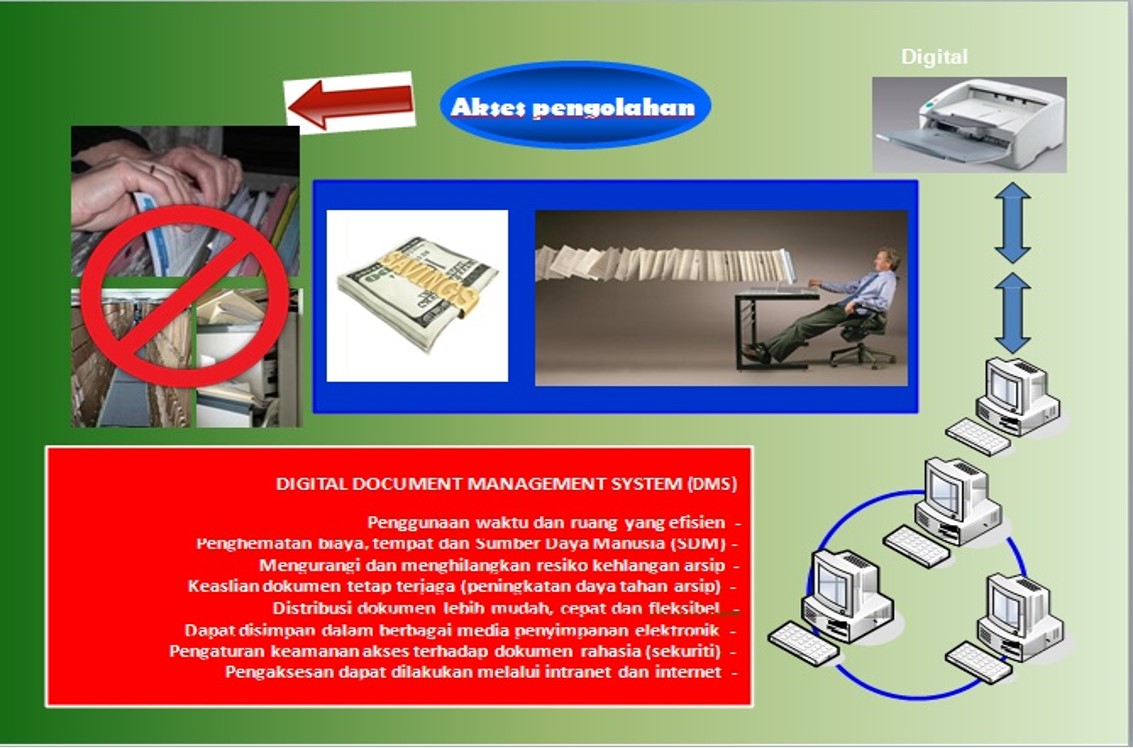 Digital
Akses pengolahan
SAVINGS
DIGITAL DOCUMENT MANAGEMENT SYSTEM (DMS)
Penggunaan waktu dan ruang yang efisien -
Penghematan biaya, tempat dan Sumber Daya Manusia (SDM) -
Mengurangi dan menghilangkan resiko kehlangan arsip -
Keaslian dokumen tetap terjaga (peningkatan daya tahan arsip) -
Distribusi dokumen lebih mudah, cepat dan fleksibel -
Dapat disimpan dalam berbagai media penyimpanan elektronik -
Pengaturan keamanan akses terhadap dokumen rahasia (sekuriti) -
Pengaksesan dapat dilakukan melalui intranet dan internet -